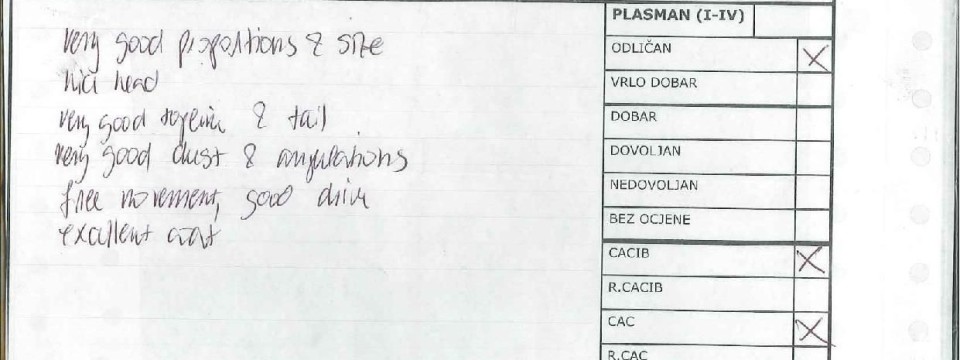 very good proportions & size
nice head
very good topline & tail
very good chest & angulations
free movement, good drive
excellent coat
PLASMAN (I-IV)
ODLIČAN X
VRLO DOBAR
DOBAR
DOVOLJAN
NEDOVOLJAN
BEZ OCJENE
CACIB X
R.CACIB
CAC X
R.CAC